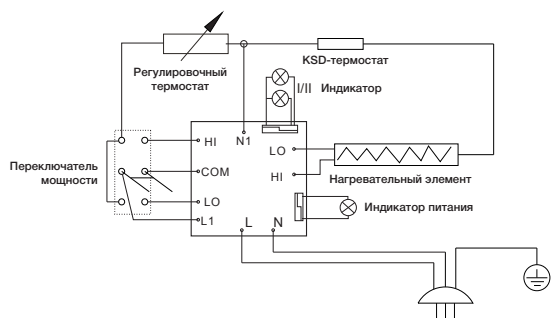 Регулировочный
термостат
KSD-термостат
I/II Индикатор
HI
N1
COM
LO
L1
LO
HI
L
N
Переключатель
мощности
Нагревательный элемент
Индикатор питания